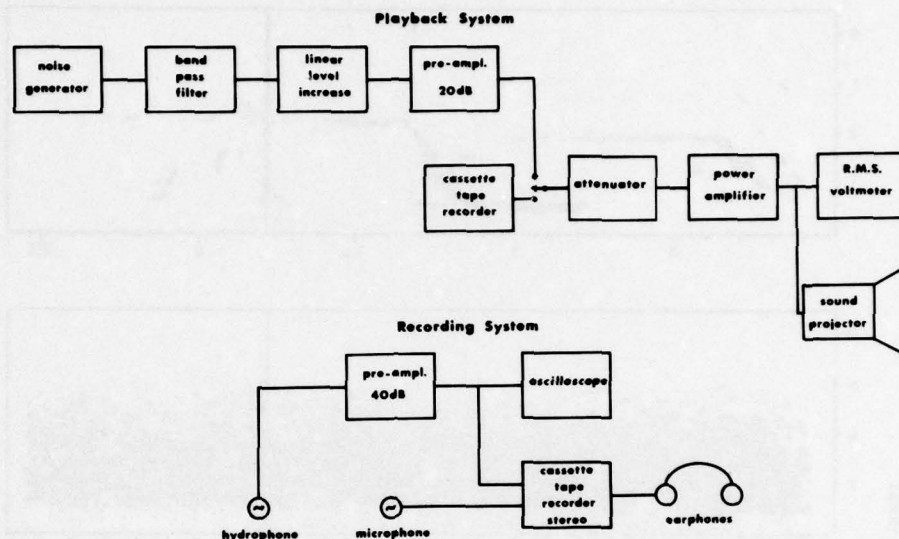 Playback System
noise
generator
band
pass
filter
linear
level
increase
pre-ampl.
20dB
cassette
tape
recorder
attenuator
power
amplifier
R.M.S.
voltmeter
sound
projector
Recording System
pre-ampl.
40dB
oscilloscope
cassette
tape
recorder
stereo
hydrophone
microphone
earphones